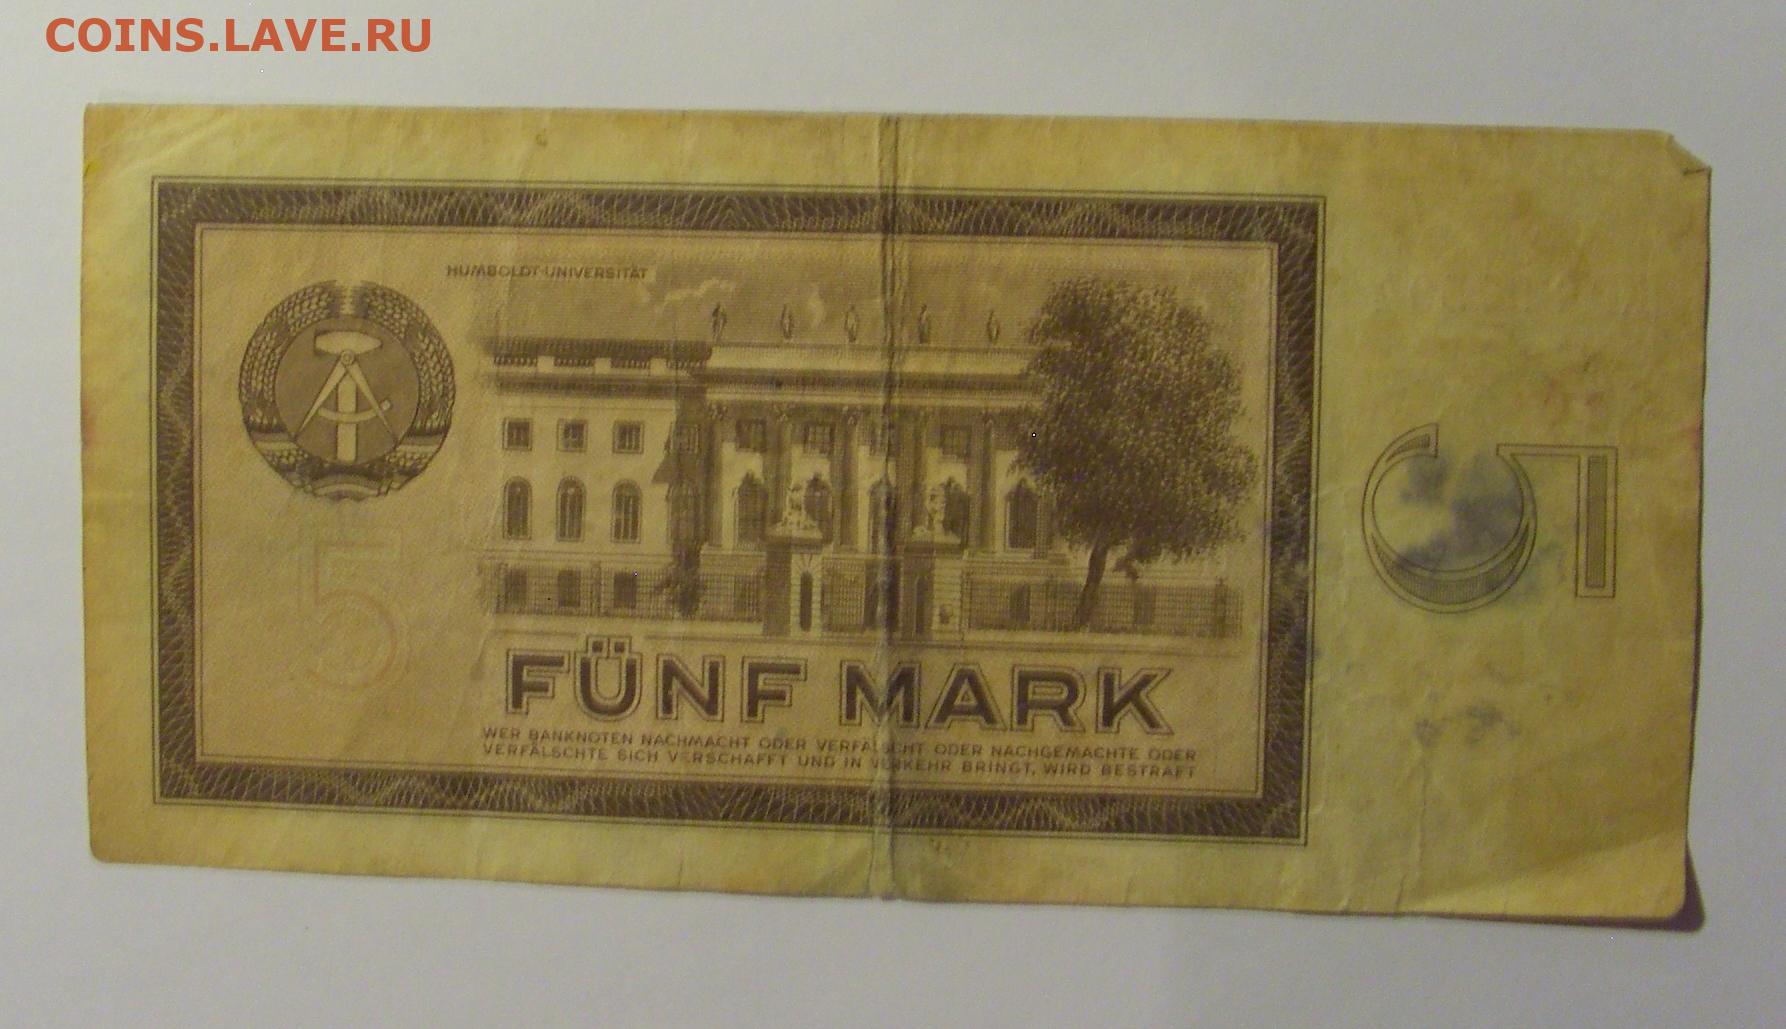 COINS.LAVE.RU
HUMBOLDT-UNIVERSITÄT
5
5
FÜNF MARK
WER BANKNOTEN NACHMACHT ODER VERFÄLSCHT ODER NACHGEMACHTE ODER
VERFÄLSCHTE SICH VERSCHAFFT UND IN VERKEHR BRINGT, WIRD BESTRAFT